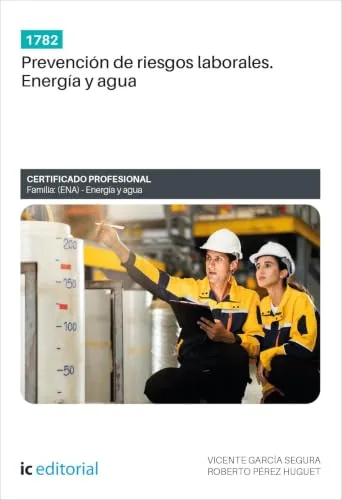 1782
Prevención de riesgos laborales.
Energía y agua
CERTIFICADO PROFESIONAL
Familia: (ENA) - Energía y agua
200
150
100
50
VICENTE GARCÍA SEGURA
ROBERTO PÉREZ HUGUET
ic editorial